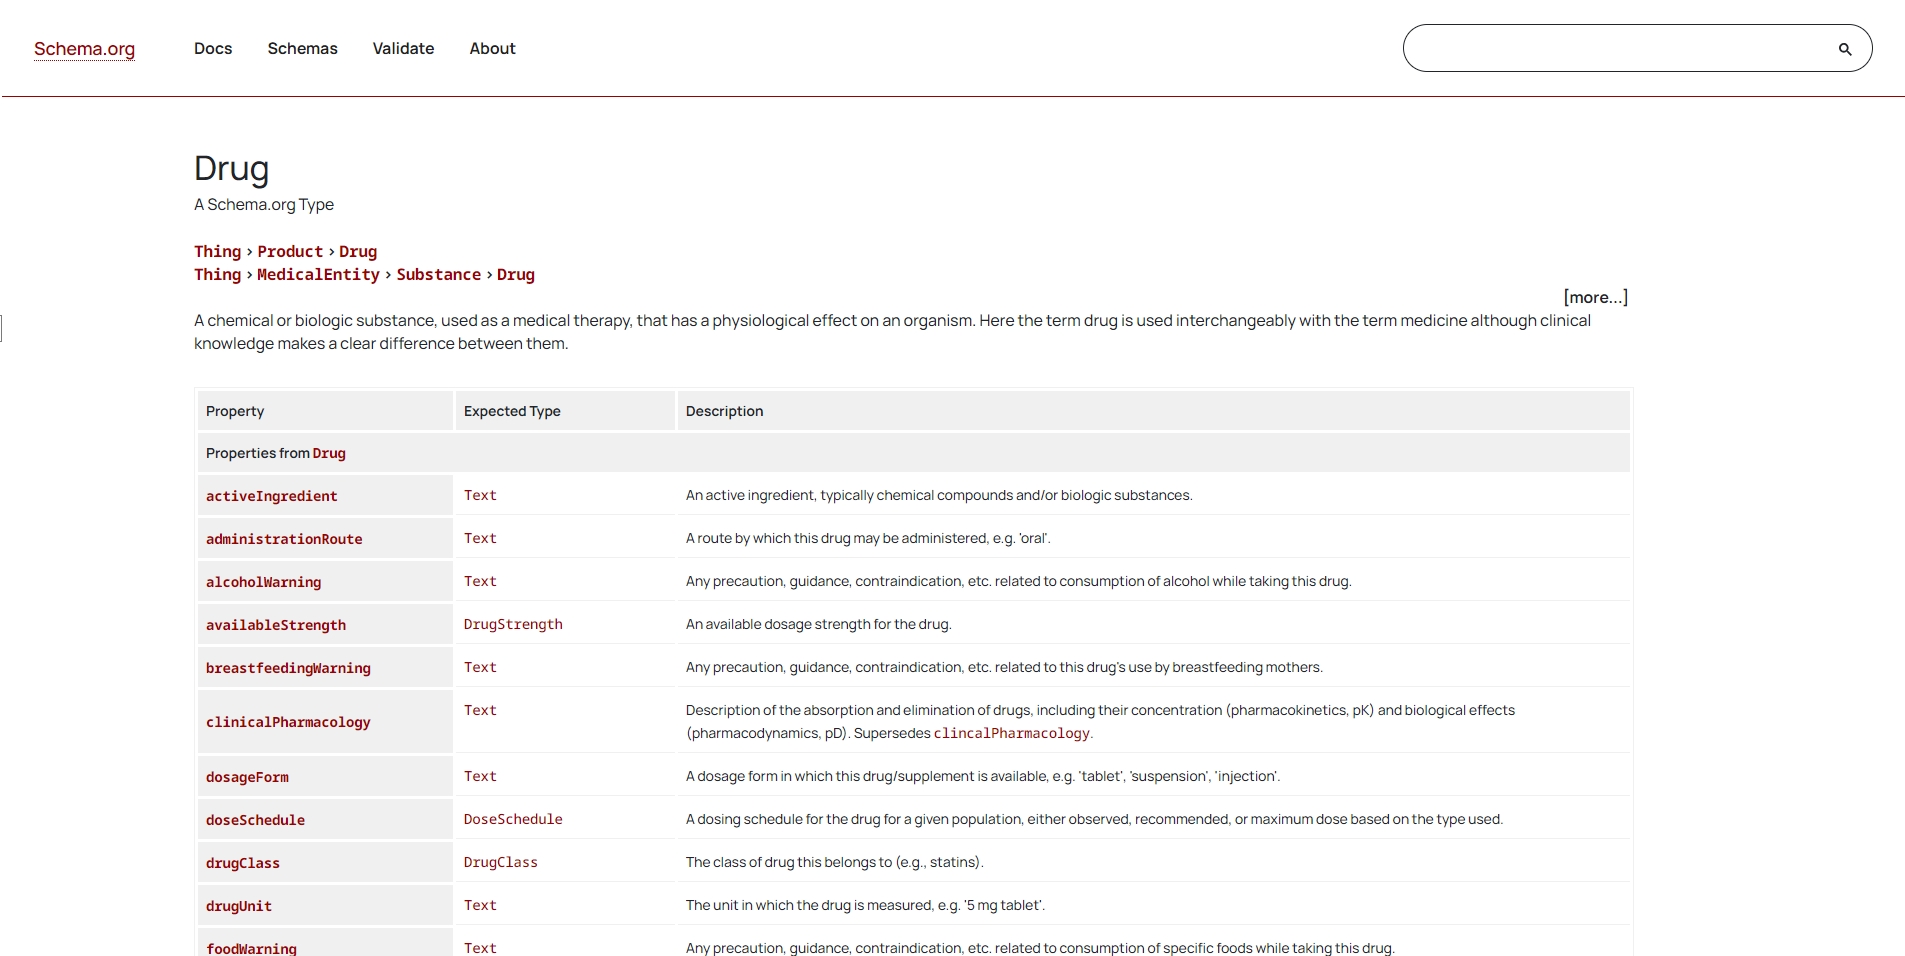 Schema.org Docs Schemas Validate About
Drug
A Schema.org Type
Thing › Product › Drug
Thing › MedicalEntity › Substance › Drug
[more...]
A chemical or biologic substance, used as a medical therapy, that has a physiological effect on an organism. Here the term drug is used interchangeably with the term medicine although clinical
knowledge makes a clear difference between them.
Property Expected Type Description
Properties from Drug
activeIngredient Text An active ingredient, typically chemical compounds and/or biologic substances.
administrationRoute Text A route by which this drug may be administered, e.g. 'oral'.
alcoholWarning Text Any precaution, guidance, contraindication, etc. related to consumption of alcohol while taking this drug.
availableStrength DrugStrength An available dosage strength for the drug.
breastfeedingWarning Text Any precaution, guidance, contraindication, etc. related to this drug's use by breastfeeding mothers.
clinicalPharmacology Text Description of the absorption and elimination of drugs, including their concentration (pharmacokinetics, pK) and biological effects
(pharmacodynamics, pD). Supersedes clincalPharmacology.
dosageForm Text A dosage form in which this drug/supplement is available, e.g. 'tablet', 'suspension', 'injection'.
doseSchedule DoseSchedule A dosing schedule for the drug for a given population, either observed, recommended, or maximum dose based on the type used.
drugClass DrugClass The class of drug this belongs to (e.g., statins).
drugUnit Text The unit in which the drug is measured, e.g. '5 mg tablet'.
foodWarning Text Any precaution, guidance, contraindication, etc. related to consumption of specific foods while taking this drug.